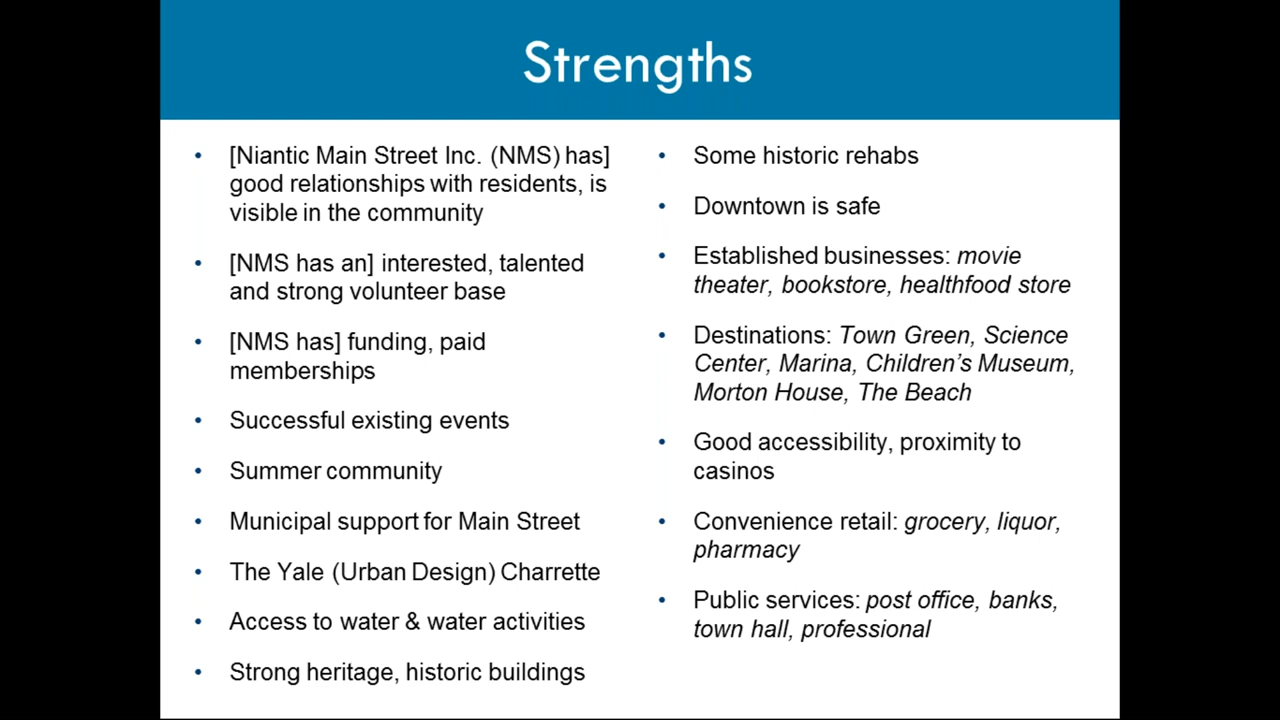 Strengths
• [Niantic Main Street Inc. (NMS) has]
good relationships with residents, is
visible in the community
• [NMS has an] interested, talented
and strong volunteer base
• [NMS has] funding, paid
memberships
• Successful existing events
• Summer community
• Municipal support for Main Street
• The Yale (Urban Design) Charrette
• Access to water & water activities
• Strong heritage, historic buildings
• Some historic rehabs
• Downtown is safe
• Established businesses: movie
theater, bookstore, healthfood store
• Destinations: Town Green, Science
Center, Marina, Children's Museum,
Morton House, The Beach
• Good accessibility, proximity to
casinos
• Convenience retail: grocery, liquor,
pharmacy
• Public services: post office, banks,
town hall, professional